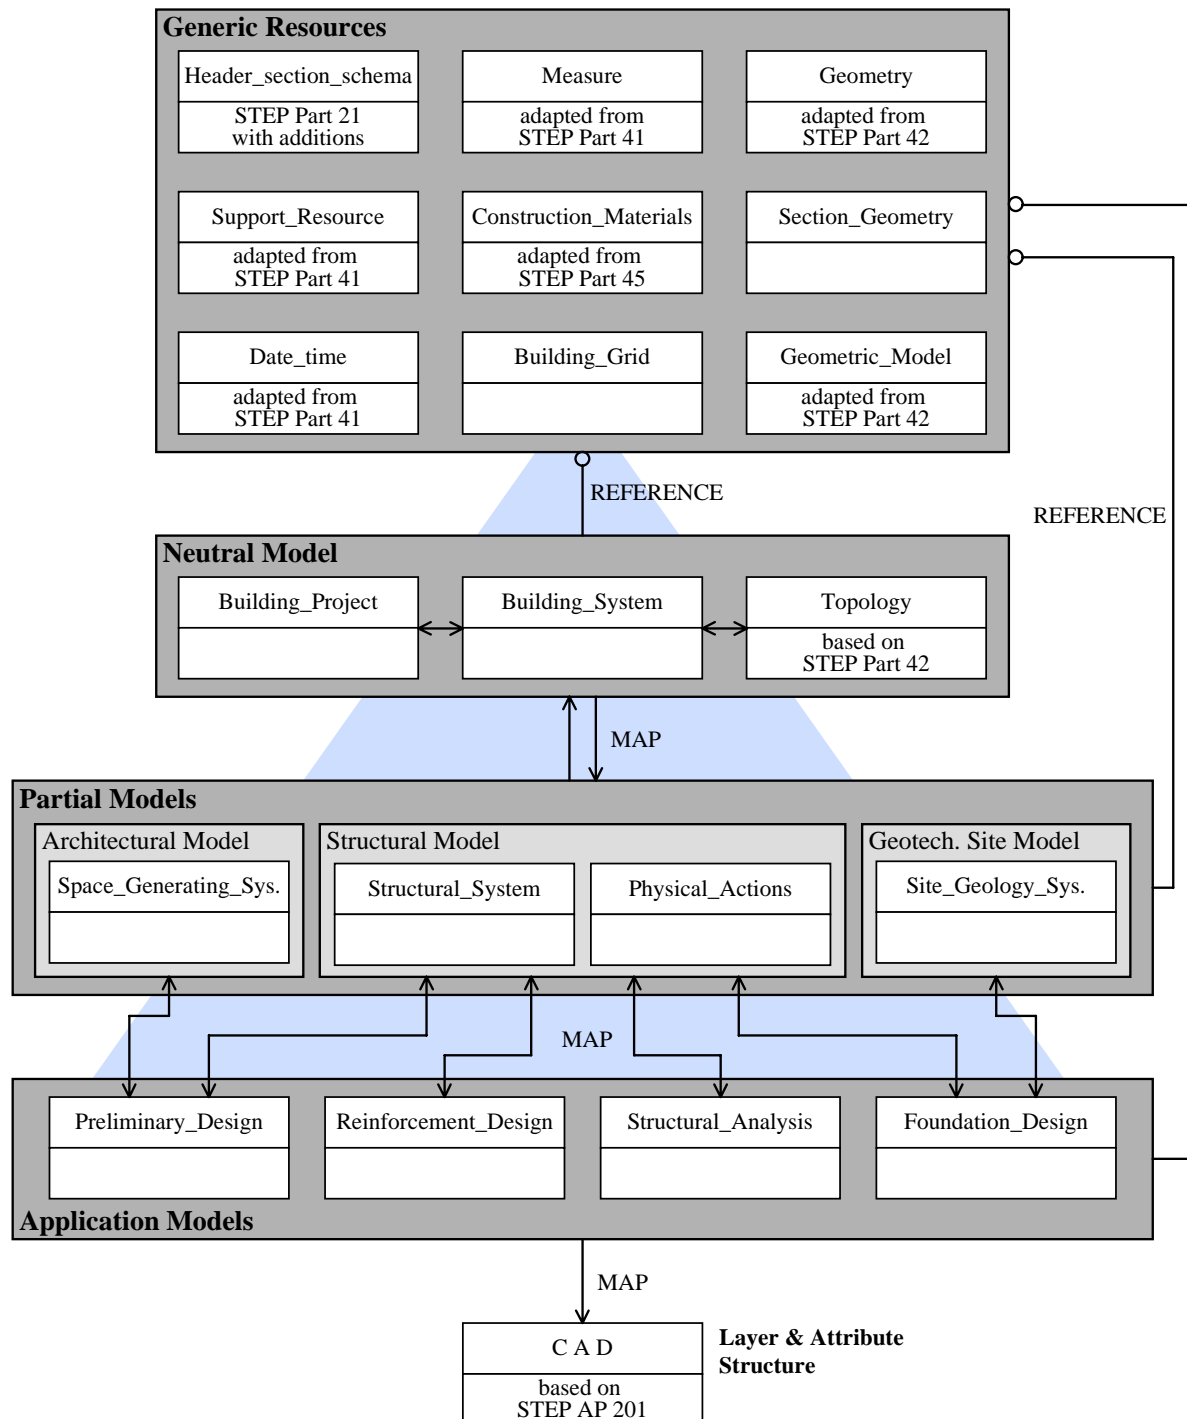 Generic Resources
Header_section_schema
STEP Part 21
with additions
Measure
adapted from
STEP Part 41
Geometry
adapted from
STEP Part 42
Support_Resource
adapted from
STEP Part 41
Construction_Materials
adapted from
STEP Part 45
Section_Geometry
Date_time
adapted from
STEP Part 41
Building_Grid
Geometric_Model
adapted from
STEP Part 42
REFERENCE
REFERENCE
Neutral Model
Building_Project
Building_System
Topology
based on
STEP Part 42
MAP
Partial Models
Architectural Model
Space_Generating_Sys.
Structural Model
Structural_System
Physical_Actions
Geotech. Site Model
Site_Geology_Sys.
MAP
Preliminary_Design
Reinforcement_Design
Structural_Analysis
Foundation_Design
Application Models
MAP
C A D
based on
STEP AP 201
Layer & Attribute
Structure